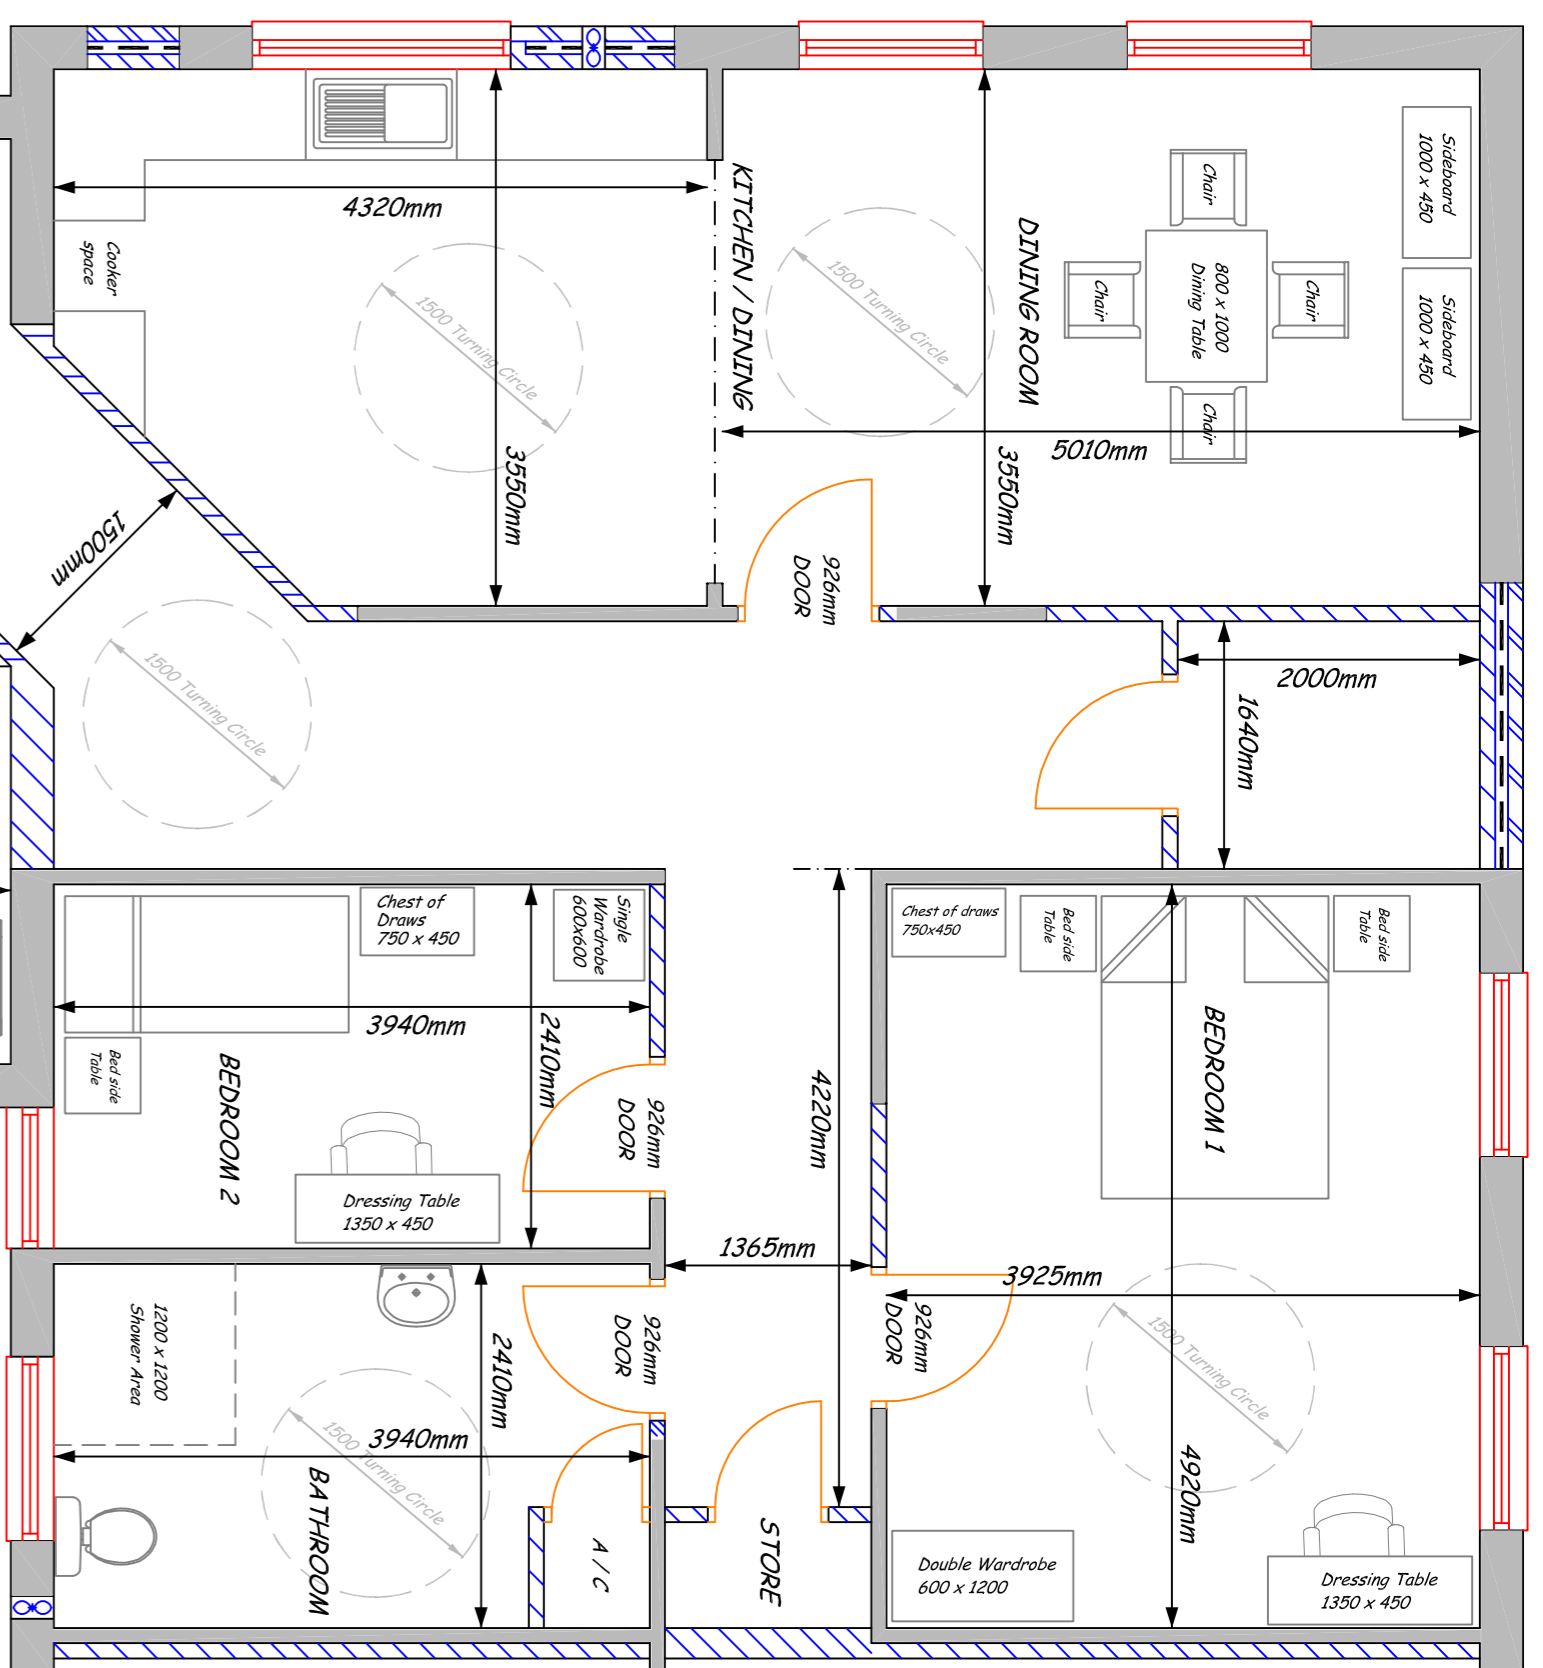 4320mm
Cooker
space
1500 Turning Circle
3550mm
KITCHEN / DINING
1500 Turning Circle
DINING ROOM
3550mm
Chair
Chair
800 x 1000
Dining Table
Chair
Chair
Sideboard
1000 x 450
Sideboard
1000 x 450
5010mm
1500mm
926mm
DOOR
1500 Turning Circle
2000mm
1640mm
Chest of
Draws
750 x 450
Single
Wardrobe
600x600
3940mm
2410mm
Bed side
Table
BEDROOM 2
Dressing Table
1350 x 450
926mm
DOOR
4220mm
1365mm
Chest of draws
750x450
Bed side
Table
Bed side
Table
BEDROOM 1
3925mm
926mm
DOOR
1500 Turning Circle
4920mm
Double Wardrobe
600 x 1200
Dressing Table
1350 x 450
1200 x 1200
Shower Area
2410mm
926mm
DOOR
3940mm
1500 Turning Circle
BATHROOM
A / C
STORE